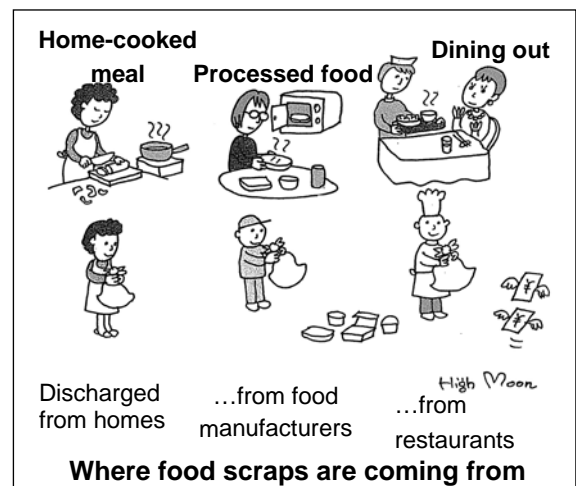 Home-cooked
meal
Processed food
Dining out
¥
¥
High Moon
Discharged
from homes
…from food
manufacturers
…from
restaurants
Where food scraps are coming from